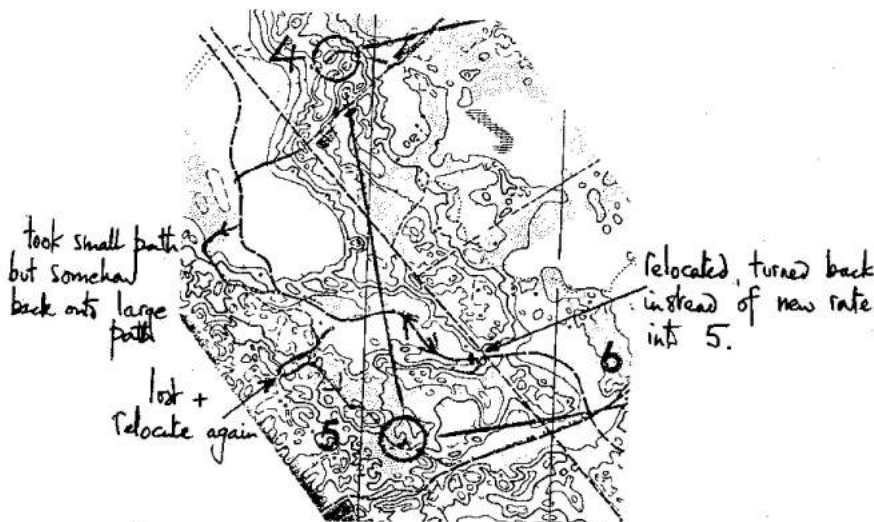 4
took small path
but somehow
back onto large
path
relocated, turned back
instead of new rate
into 5.
6
lost +
relocate again
5